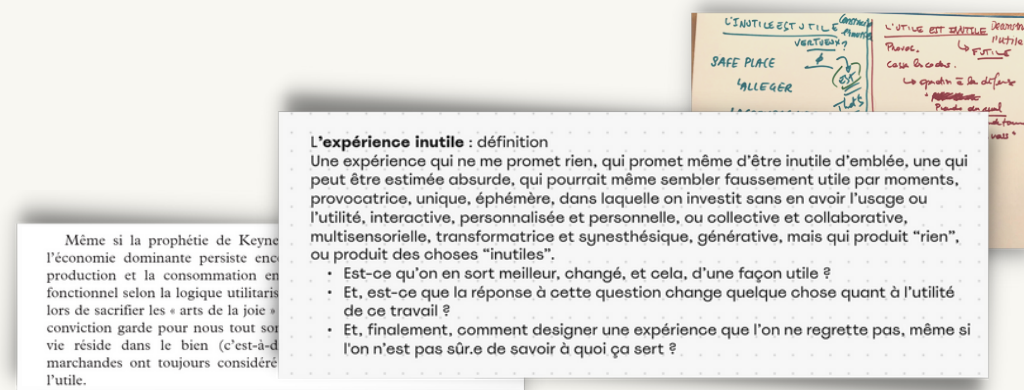 L'INUTILE EST UTILE
VERTUEUX ?
SAFE PLACE
ALLEGER
L'UTILE EST INUTILE
FUTILE
L'expérience inutile : définition
Une expérience qui ne me promet rien, qui promet même d'être inutile d'emblée, une qui
peut être estimée absurde, qui pourrait même sembler faussement utile par moments,
provocatrice, unique, éphémère, dans laquelle on investit sans en avoir l'usage ou
l'utilité, interactive, personnalisée et personnelle, ou collective et collaborative,
multisensorielle, transformatrice et synesthésique, générative, mais qui produit “rien”,
ou produit des choses “inutiles”.
• Est-ce qu'on en sort meilleur, changé, et cela, d'une façon utile ?
• Et, est-ce que la réponse à cette question change quelque chose quant à l'utilité
de ce travail ?
• Et, finalement, comment designer une expérience que l'on ne regrette pas, même si
l'on n'est pas sûr.e de savoir à quoi ça sert ?
Même si la prophétie de Keyne
l'économie dominante persiste enc
production et la consommation en
fonctionnel selon la logique utilitaris
lors de sacrifier les « arts de la joie »
conviction garde pour nous tout son
vie réside dans le bien (c'est-à-d
marchandes ont toujours considéré
l'utile.